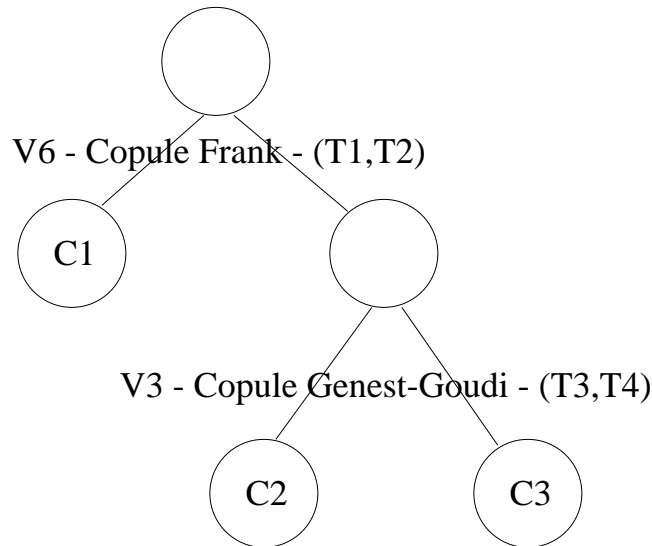 V6 - Copule Frank - (T1,T2)
C1
V3 - Copule Genest-Goudi - (T3,T4)
C2
C3